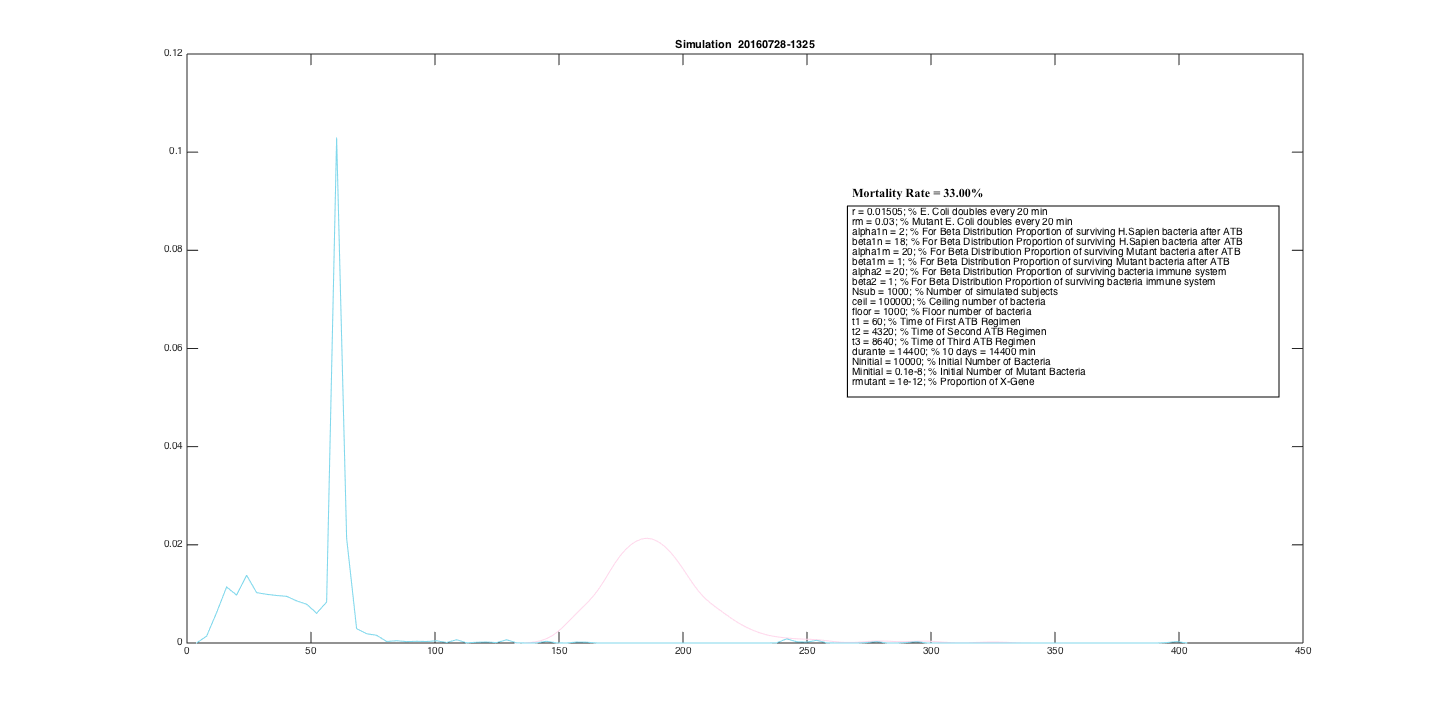 Simulation  20160728-1325
0.12
0.1
0.08
0.06
0.04
0.02
0
0 50 100 150 200 250 300 350 400 450
Mortality Rate = 33.00%
r = 0.01505; % E. Coli doubles every 20 min
rm = 0.03; % Mutant E. Coli doubles every 20 min
alpha1n = 2; % For Beta Distribution Proportion of surviving H.Sapien bacteria after ATB
beta1n = 18; % For Beta Distribution Proportion of surviving H.Sapien bacteria after ATB
alpha1m = 20; % For Beta Distribution Proportion of surviving Mutant bacteria after ATB
beta1m = 1; % For Beta Distribution Proportion of surviving Mutant bacteria after ATB
alpha2 = 20; % For Beta Distribution Proportion of surviving bacteria immune system
beta2 = 1; % For Beta Distribution Proportion of surviving bacteria immune system
Nsub = 1000; % Number of simulated subjects
ceil = 100000; % Ceiling number of bacteria
floor = 1000; % Floor number of bacteria
t1 = 60; % Time of First ATB Regimen
t2 = 4320; % Time of Second ATB Regimen
t3 = 8640; % Time of Third ATB Regimen
durante = 14400; % 10 days = 14400 min
Ninitial = 10000; % Initial Number of Bacteria
Minitial = 0.1e-8; % Initial Number of Mutant Bacteria
rmutant = 1e-12; % Proportion of X-Gene